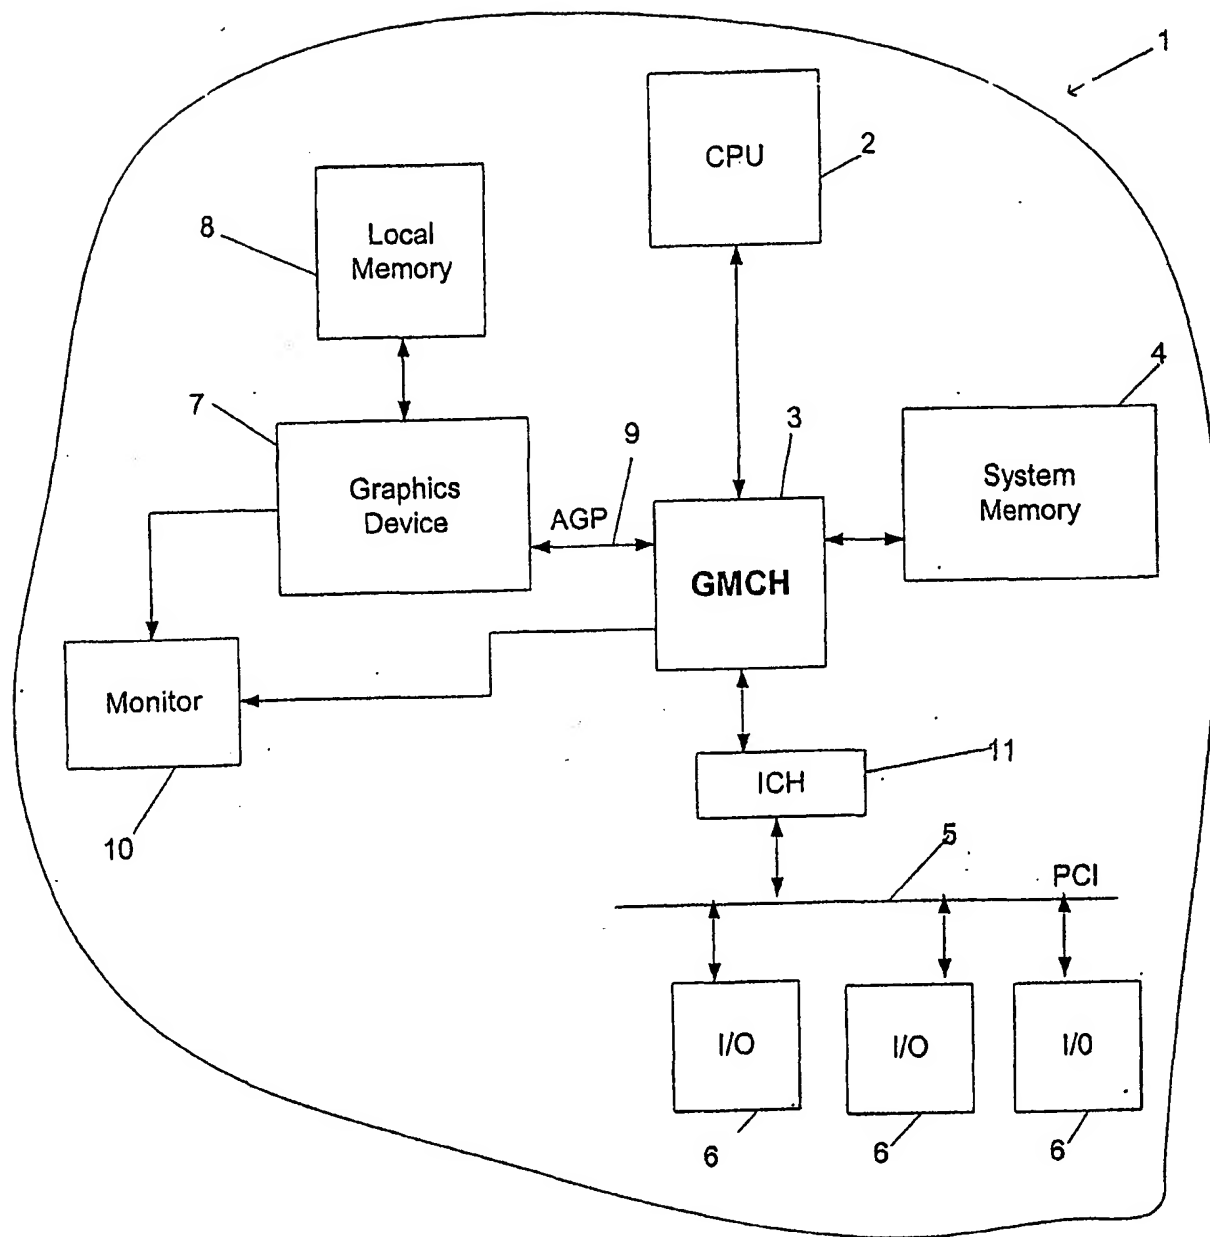 1
CPU
2
8
Local
Memory
4
7
9
3
System
Memory
Graphics
Device
AGP
GMCH
Monitor
10
ICH
11
5
PCI
I/O
I/O
I/0
6
6
6